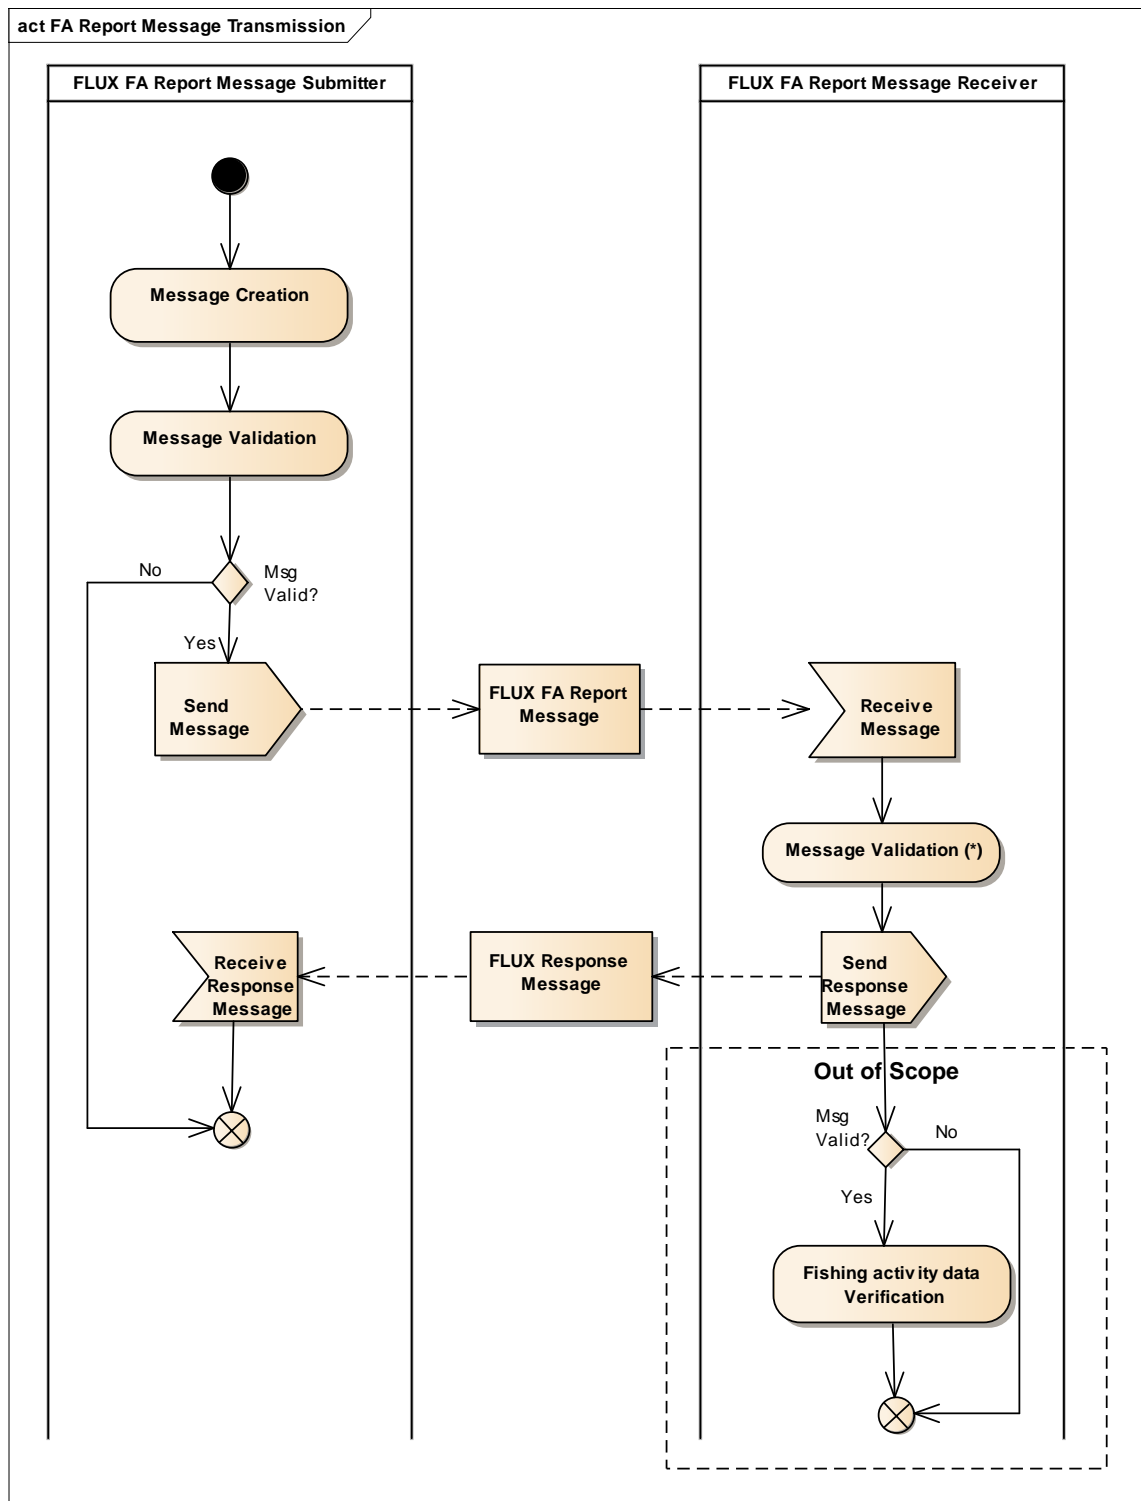 act FA Report Message Transmission
FLUX FA Report Message Submitter
FLUX FA Report Message Receiver
Message Creation
Message Validation
No
Msg
Valid?
Yes
Send
Message
FLUX FA Report
Message
Receive
Message
Message Validation (*)
Receive
Response
Message
FLUX Response
Message
Send
Response
Message
Out of Scope
Msg
Valid?
No
Yes
Fishing activity data
Verification